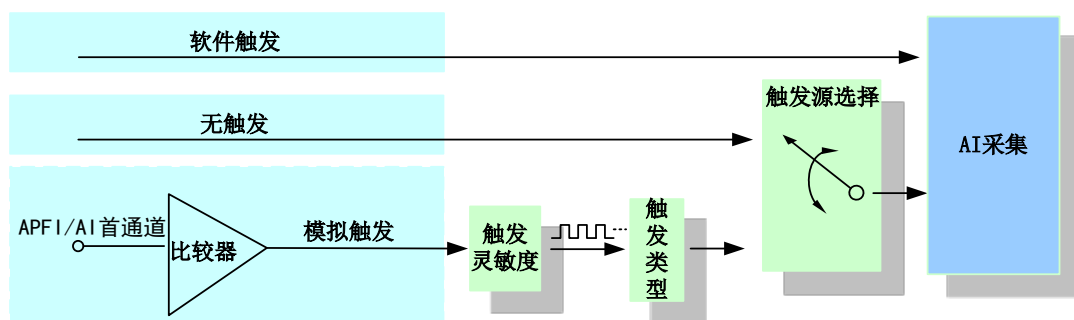 软件触发
无触发
触发源选择
AI采集
APFI/AI首通道
比较器
模拟触发
触发
灵敏度
触
发
类
型